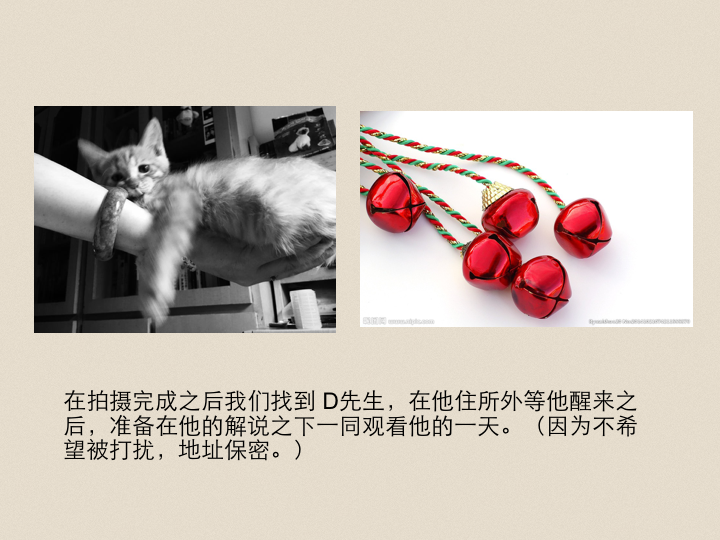 在拍摄完成之后我们找到 D先生，在他住所外等他醒来之
后，准备在他的解说之下一同观看他的一天。（因为不希
望被打扰，地址保密。）